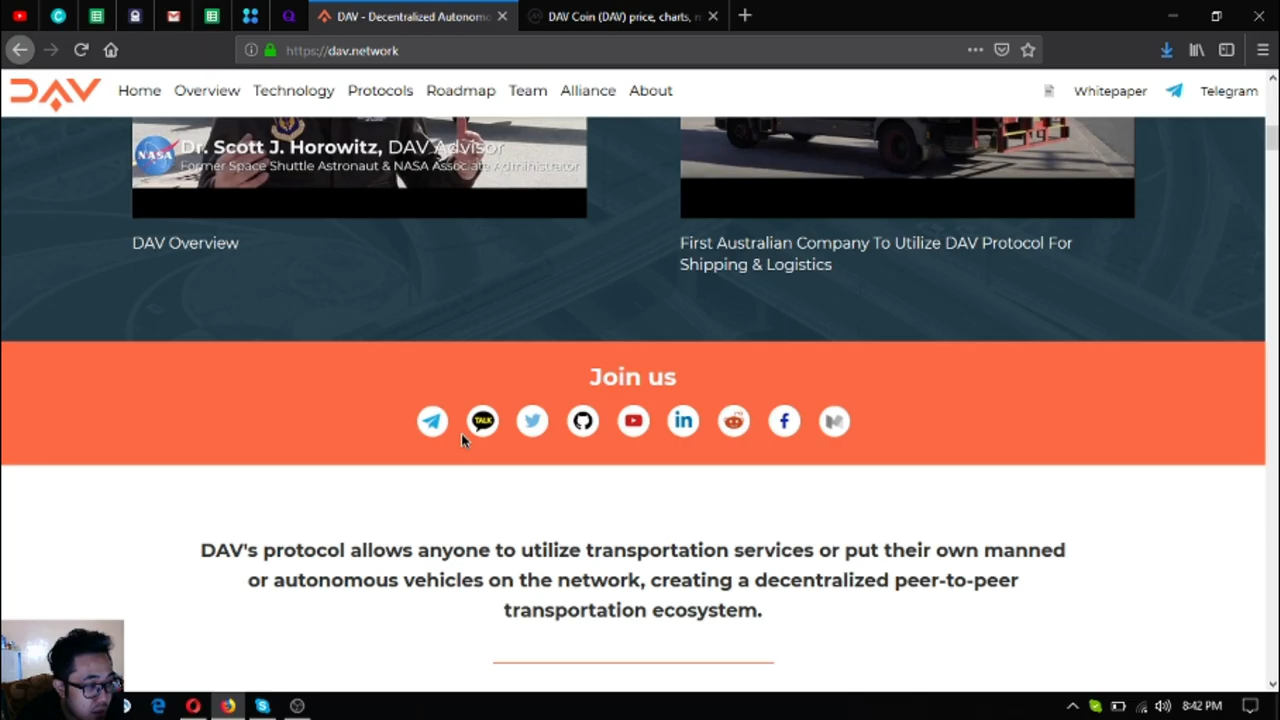 DAV - Decentralized Autonomo
DAV Coin (DAV) price, charts,
https://dav.network
DAV
Home
Overview
Technology
Protocols
Roadmap
Team
Alliance
About
Whitepaper
Telegram
NASA
Dr. Scott J. Horowitz, DAV Advisor
Former Space Shuttle Astronaut & NASA Associate Administrator
DAV Overview
First Australian Company To Utilize DAV Protocol For
Shipping & Logistics
Join us
TALK
DAV's protocol allows anyone to utilize transportation services or put their own manned
or autonomous vehicles on the network, creating a decentralized peer-to-peer
transportation ecosystem.
8:42 PM